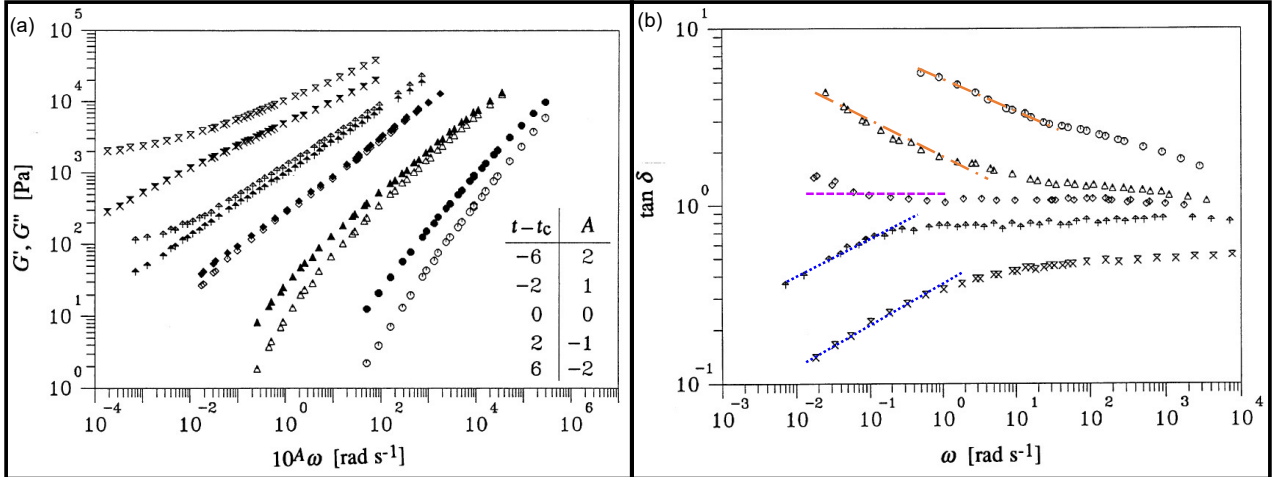 (a)
10^5
10^4
10^3
10^2
10^1
10^0
G', G'' [Pa]
t−t_c A
−6 2
−2 1
0 0
2 −1
6 −2
10^−4 10^−2 10^0 10^2 10^4 10^6
10^A ω [rad s⁻¹]
(b)
10^1
10^0
10^−1
tan δ
10^−3 10^−2 10^−1 10^0 10^1 10^2 10^3 10^4
ω [rad s⁻¹]